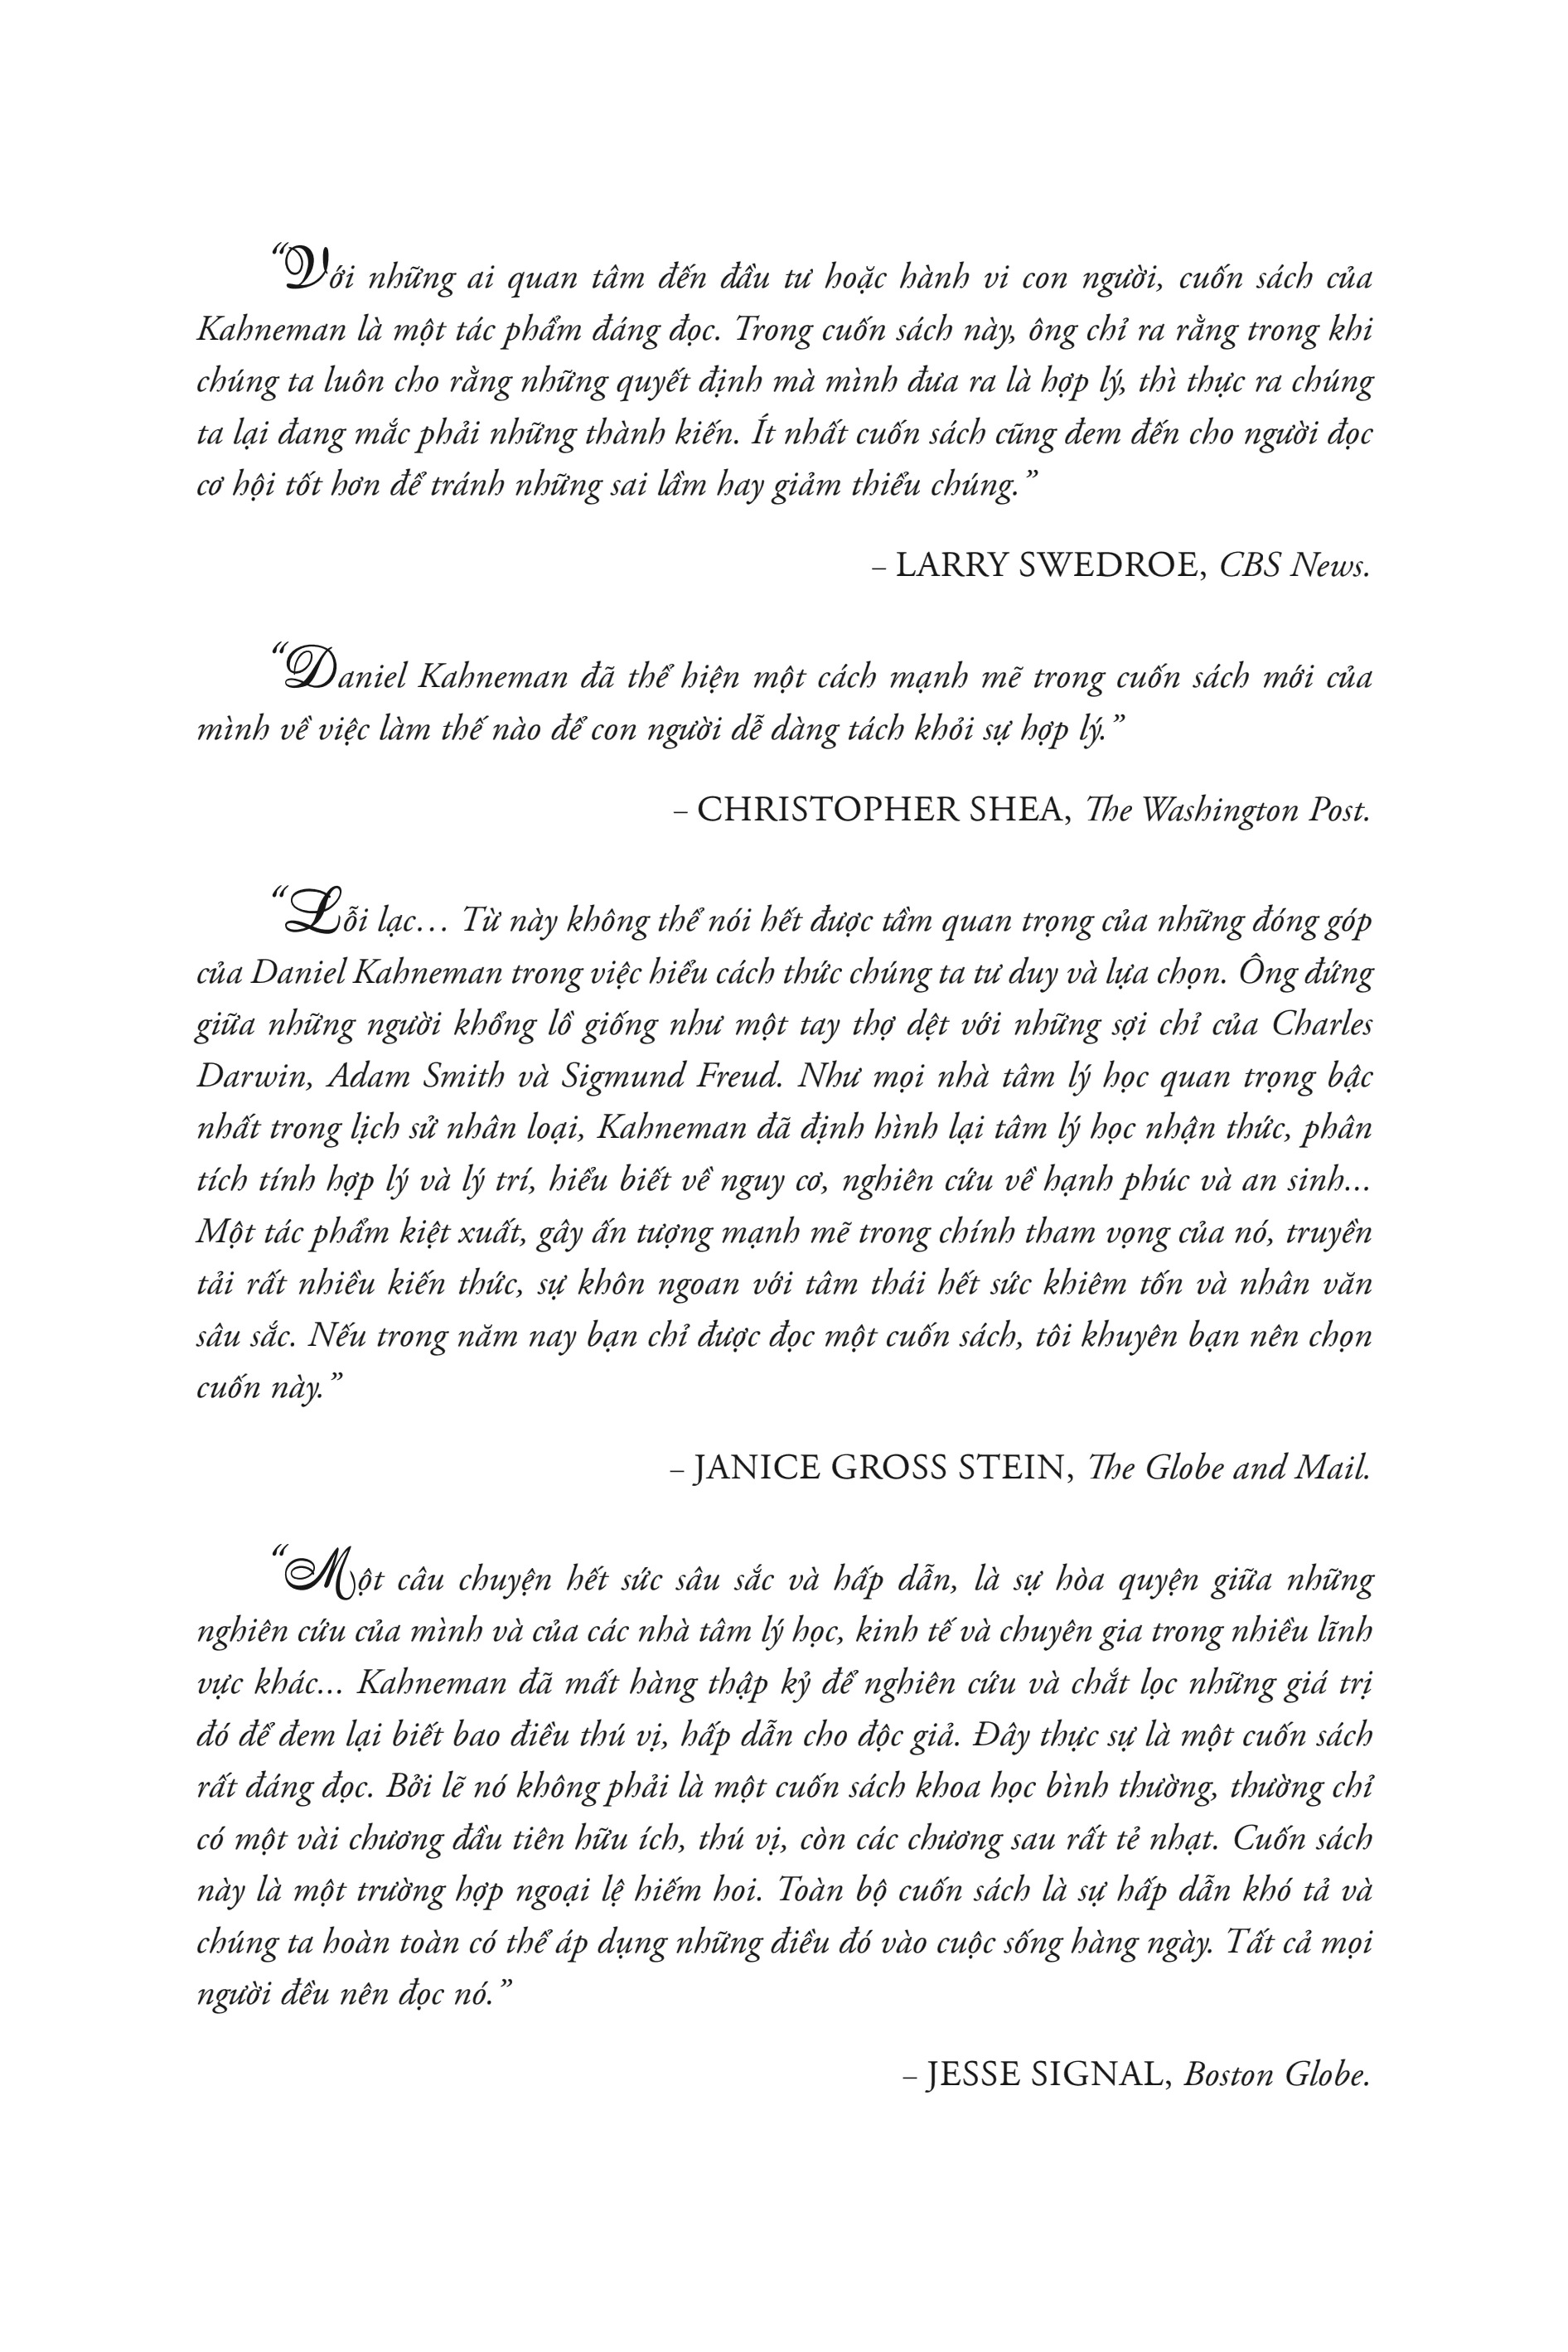 “Với những ai quan tâm đến đầu tư hoặc hành vi con người, cuốn sách của
Kahneman là một tác phẩm đáng đọc. Trong cuốn sách này, ông chỉ ra rằng trong khi
chúng ta luôn cho rằng những quyết định mà mình đưa ra là hợp lý, thì thực ra chúng
ta lại đang mắc phải những thành kiến. Ít nhất cuốn sách cũng đem đến cho người đọc
cơ hội tốt hơn để tránh những sai lầm hay giảm thiểu chúng.”
– LARRY SWEDROE, CBS News.
“Daniel Kahneman đã thể hiện một cách mạnh mẽ trong cuốn sách mới của
mình về việc làm thế nào để con người dễ dàng tách khỏi sự hợp lý.”
– CHRISTOPHER SHEA, The Washington Post.
“Lỗi lạc… Từ này không thể nói hết được tầm quan trọng của những đóng góp
của Daniel Kahneman trong việc hiểu cách thức chúng ta tư duy và lựa chọn. Ông đứng
giữa những người khổng lồ giống như một tay thợ dệt với những sợi chỉ của Charles
Darwin, Adam Smith và Sigmund Freud. Như mọi nhà tâm lý học quan trọng bậc
nhất trong lịch sử nhân loại, Kahneman đã định hình lại tâm lý học nhận thức, phân
tích tính hợp lý và lý trí, hiểu biết về nguy cơ, nghiên cứu về hạnh phúc và an sinh...
Một tác phẩm kiệt xuất, gây ấn tượng mạnh mẽ trong chính tham vọng của nó, truyền
tải rất nhiều kiến thức, sự khôn ngoan với tâm thái hết sức khiêm tốn và nhân văn
sâu sắc. Nếu trong năm nay bạn chỉ được đọc một cuốn sách, tôi khuyên bạn nên chọn
cuốn này.”
– JANICE GROSS STEIN, The Globe and Mail.
“Một câu chuyện hết sức sâu sắc và hấp dẫn, là sự hòa quyện giữa những
nghiên cứu của mình và của các nhà tâm lý học, kinh tế và chuyên gia trong nhiều lĩnh
vực khác... Kahneman đã mất hàng thập kỷ để nghiên cứu và chắt lọc những giá trị
đó để đem lại biết bao điều thú vị, hấp dẫn cho độc giả. Đây thực sự là một cuốn sách
rất đáng đọc. Bởi lẽ nó không phải là một cuốn sách khoa học bình thường, thường chỉ
có một vài chương đầu tiên hữu ích, thú vị, còn các chương sau rất tẻ nhạt. Cuốn sách
này là một trường hợp ngoại lệ hiếm hoi. Toàn bộ cuốn sách là sự hấp dẫn khó tả và
chúng ta hoàn toàn có thể áp dụng những điều đó vào cuộc sống hàng ngày. Tất cả mọi
người đều nên đọc nó.”
– JESSE SIGNAL, Boston Globe.